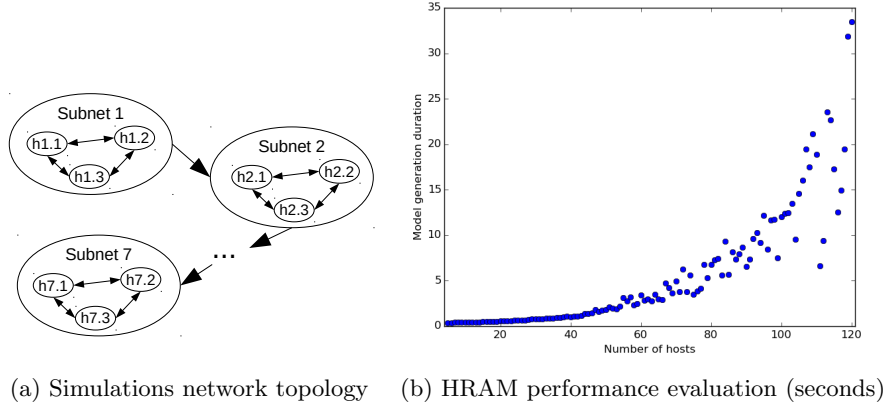 Subnet 1
h1.1
h1.2
h1.3
Subnet 2
h2.1
h2.2
h2.3
...
Subnet 7
h7.1
h7.2
h7.3
35
30
25
20
15
10
5
0
Model generation duration
20
40
60
80
100
120
Number of hosts
(a) Simulations network topology
(b) HRAM performance evaluation (seconds)